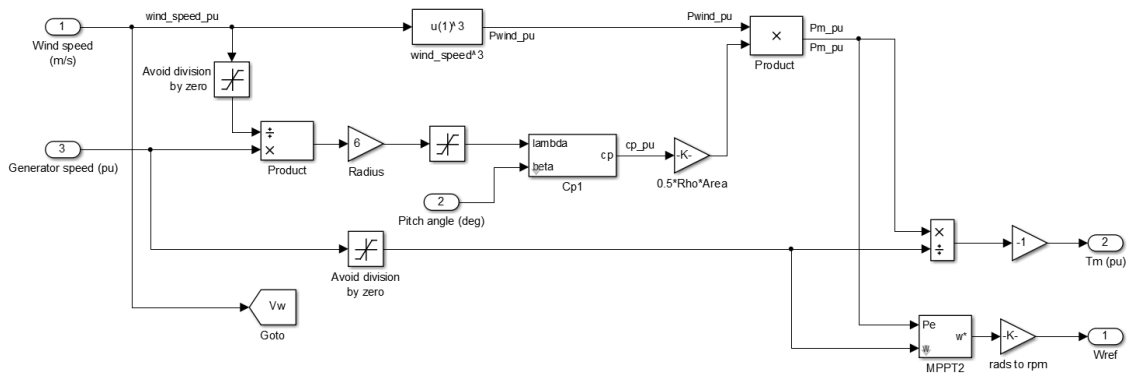 1
Wind speed
(m/s)
wind_speed_pu
u(1)^3
wind_speed^3
Pwind_pu
Pwind_pu
×
Product
Pm_pu
Pm_pu
Avoid division
by zero
3
Generator speed (pu)
÷
×
Product
6
Radius
lambda
beta
cp
Cp1
cp_pu
-K-
0.5*Rho*Area
2
Pitch angle (deg)
Avoid division
by zero
×
÷
-1
2
Tm (pu)
Vw
Goto
Pe
w
w*
MPPT2
-K-
rads to rpm
1
Wref